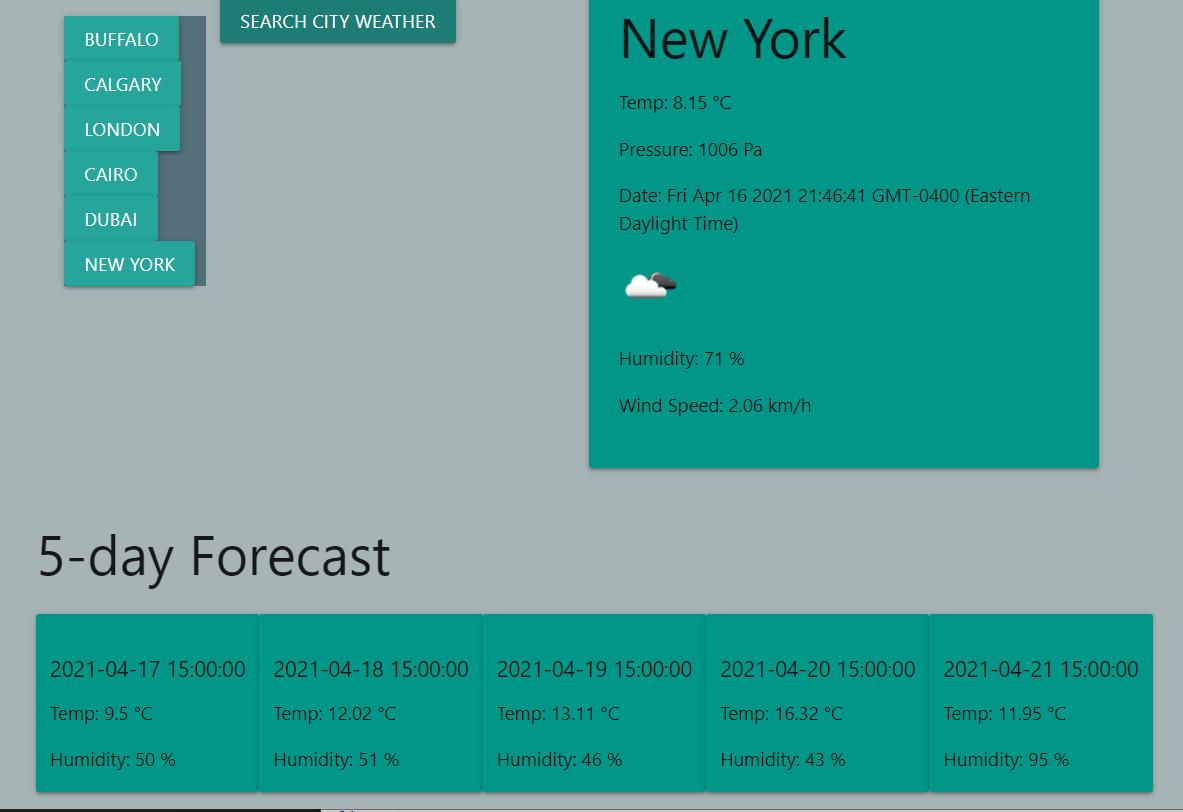 SEARCH CITY WEATHER
BUFFALO
CALGARY
LONDON
CAIRO
DUBAI
NEW YORK
New York
Temp: 8.15 °C
Pressure: 1006 Pa
Date: Fri Apr 16 2021 21:46:41 GMT-0400 (Eastern
Daylight Time)
Humidity: 71 %
Wind Speed: 2.06 km/h
5-day Forecast
2021-04-17 15:00:00
Temp: 9.5 °C
Humidity: 50 %
2021-04-18 15:00:00
Temp: 12.02 °C
Humidity: 51 %
2021-04-19 15:00:00
Temp: 13.11 °C
Humidity: 46 %
2021-04-20 15:00:00
Temp: 16.32 °C
Humidity: 43 %
2021-04-21 15:00:00
Temp: 11.95 °C
Humidity: 95 %